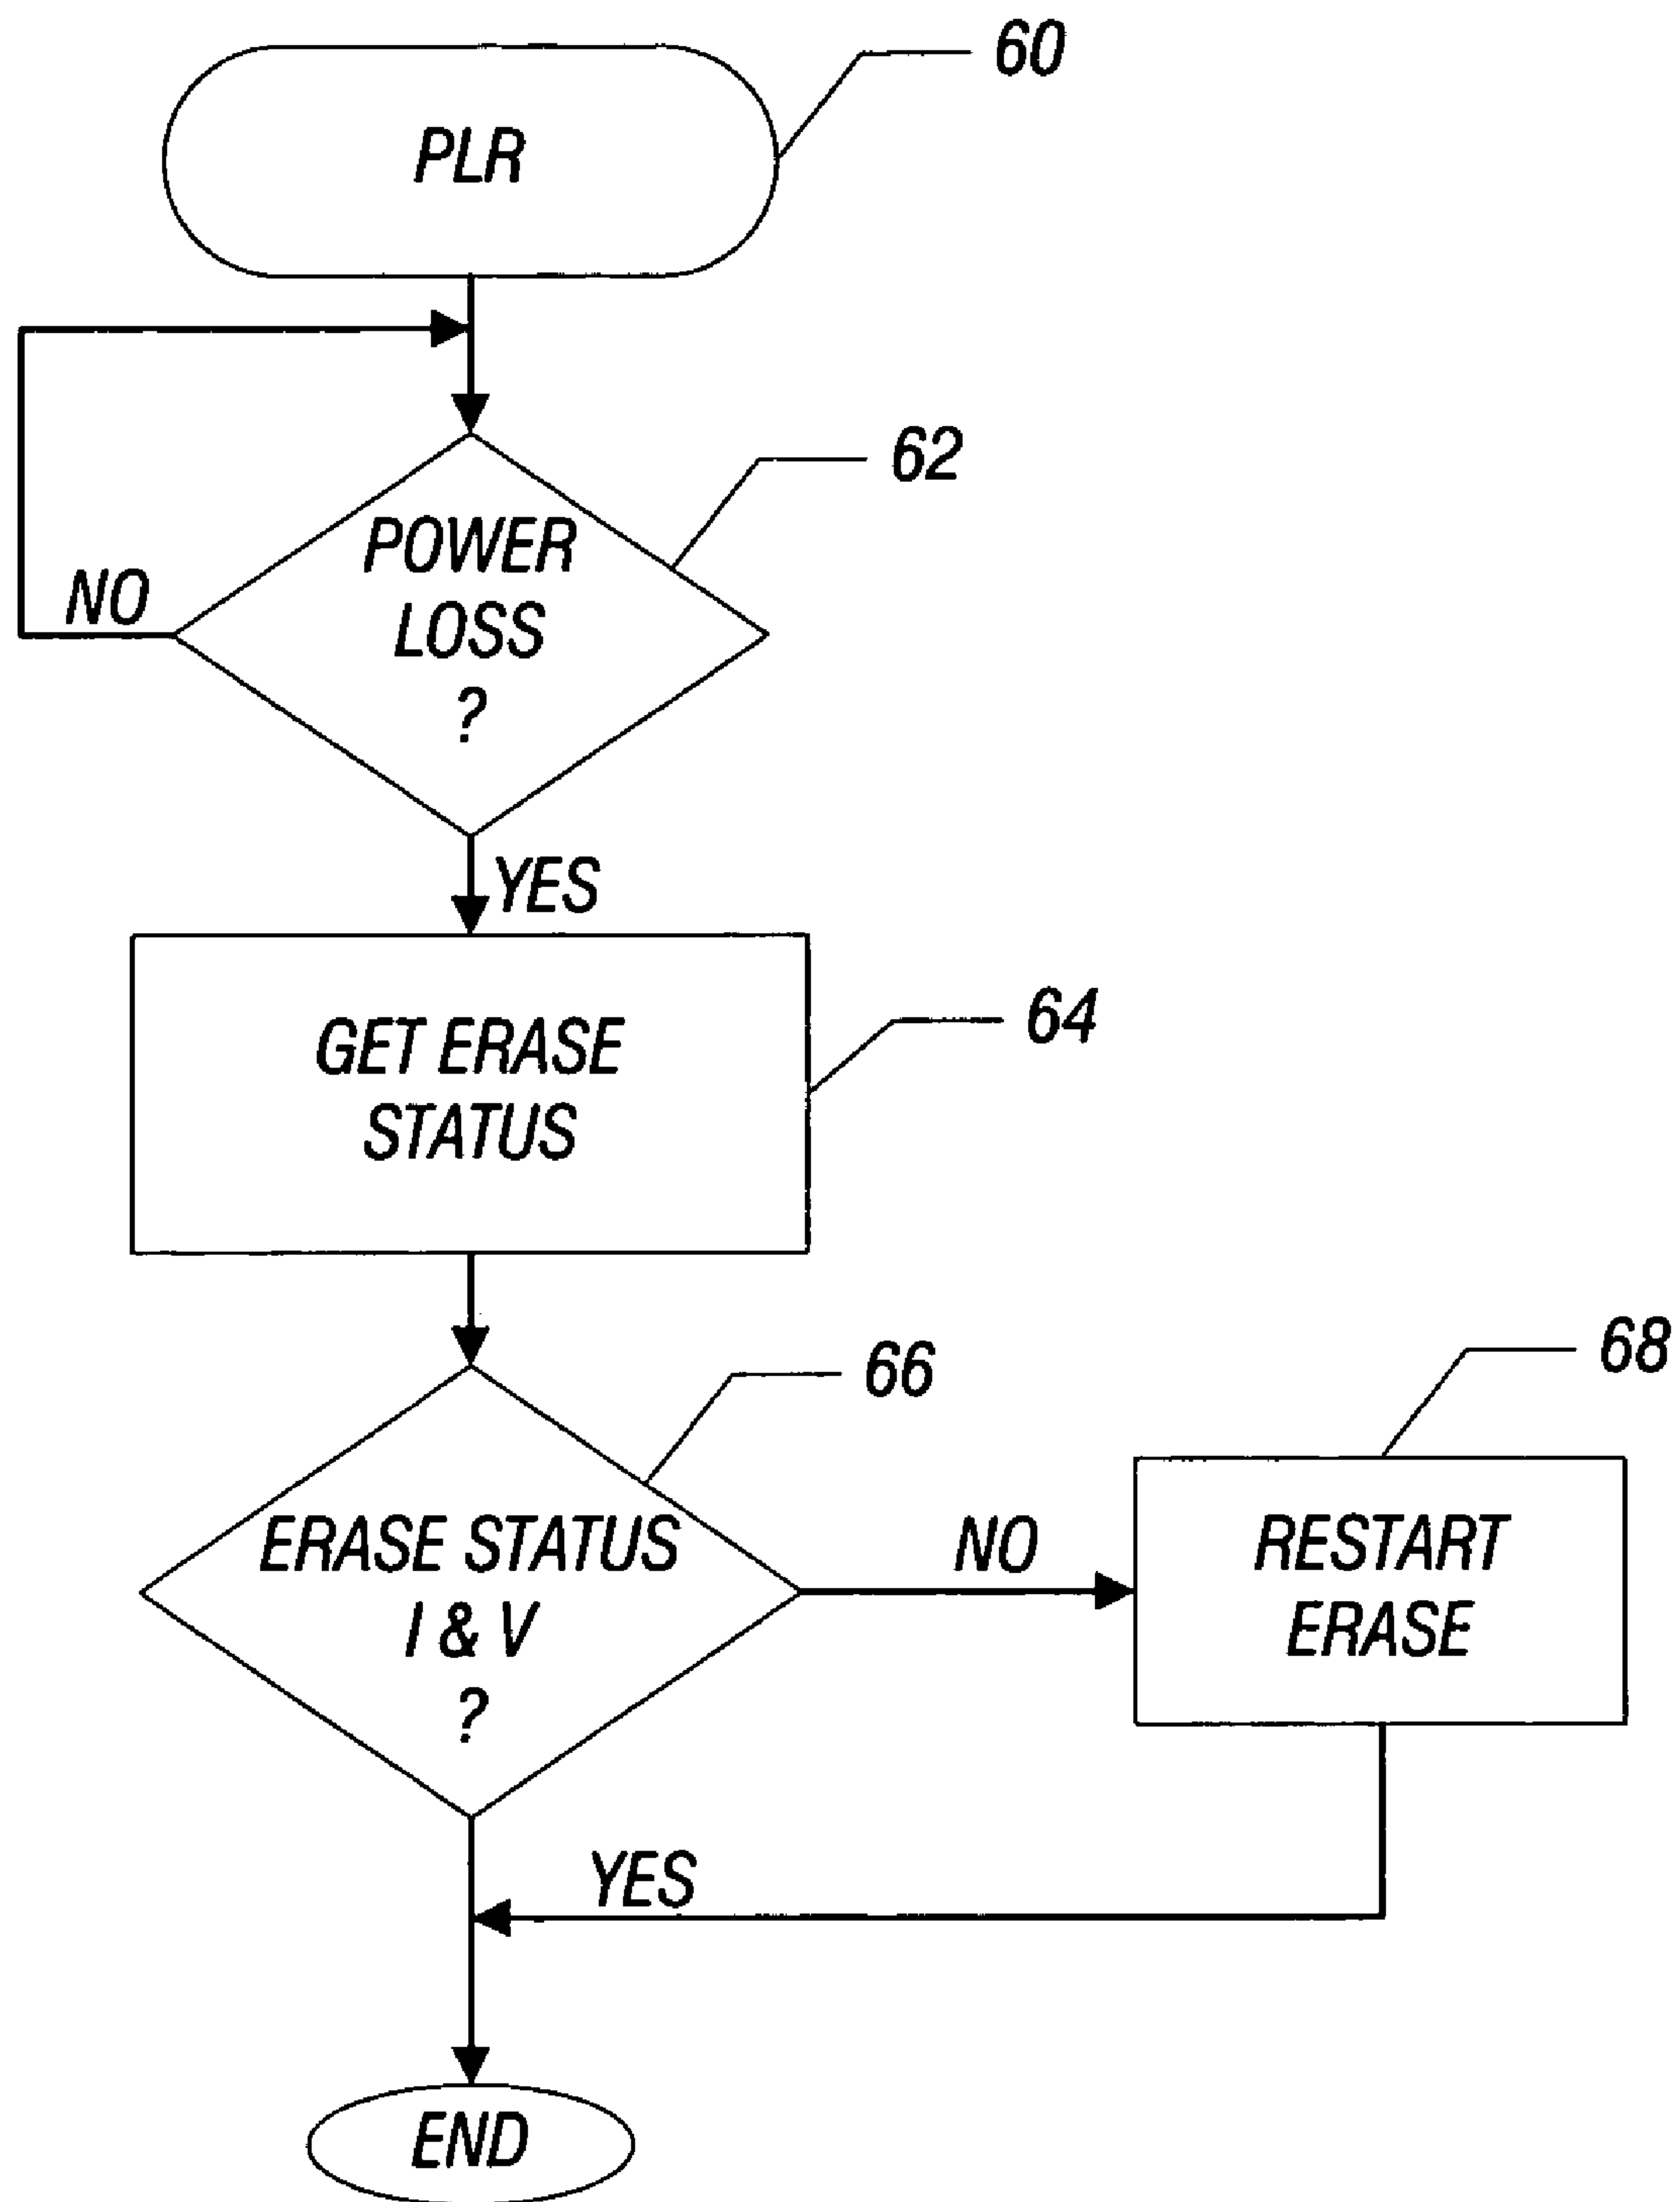 60
PLR
62
POWER
LOSS
?
NO
YES
64
GET ERASE
STATUS
66
68
ERASE STATUS
I & V
?
NO
RESTART
ERASE
YES
END